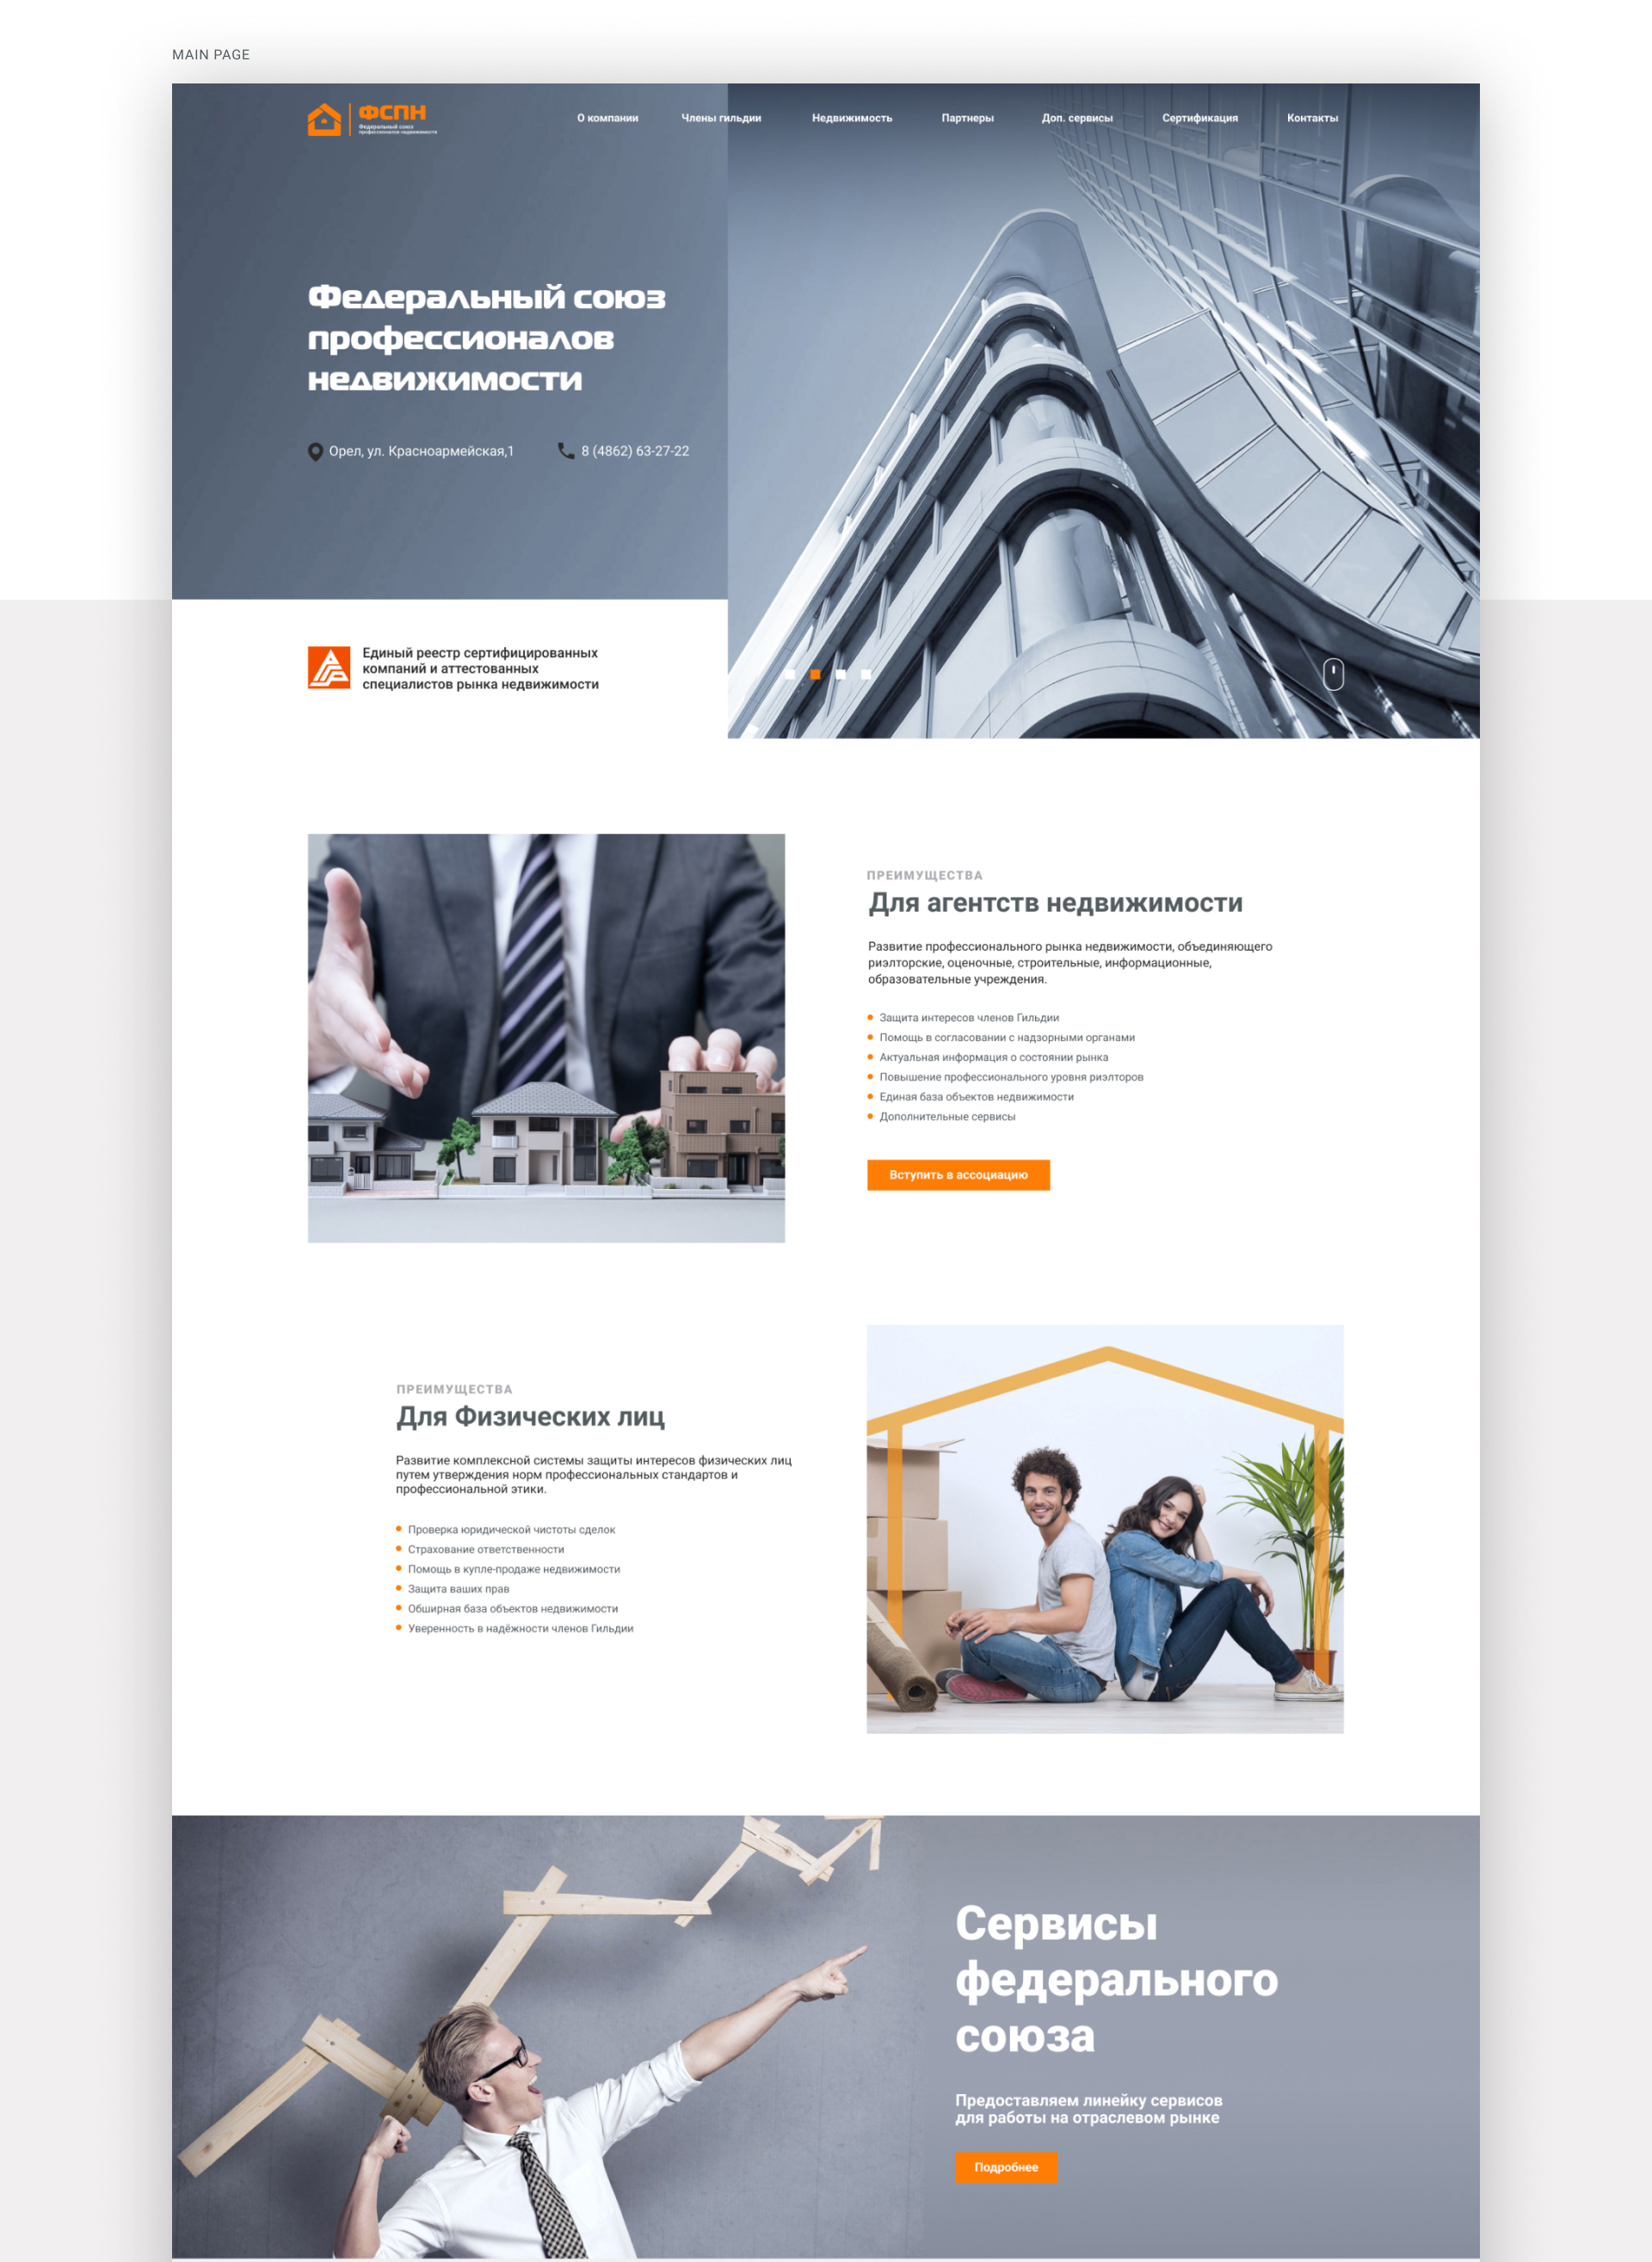 MAIN PAGE
ФСПН
Федеральный союз
профессионалов недвижимости
О компании
Члены гильдии
Недвижимость
Партнеры
Доп. сервисы
Сертификация
Контакты
Федеральный союз
профессионалов
недвижимости
Орел, ул. Красноармейская,1
8 (4862) 63-27-22
Единый реестр сертифицированных
компаний и аттестованных
специалистов рынка недвижимости
ПРЕИМУЩЕСТВА
Для агентств недвижимости
Развитие профессионального рынка недвижимости, объединяющего
риэлторские, оценочные, строительные, информационные,
образовательные учреждения.
Защита интересов членов Гильдии
Помощь в согласовании с надзорными органами
Актуальная информация о состоянии рынка
Повышение профессионального уровня риэлторов
Единая база объектов недвижимости
Дополнительные сервисы
Вступить в ассоциацию
ПРЕИМУЩЕСТВА
Для Физических лиц
Развитие комплексной системы защиты интересов физических лиц
путем утверждения норм профессиональных стандартов и
профессиональной этики.
Проверка юридической чистоты сделок
Страхование ответственности
Помощь в купле-продаже недвижимости
Защита ваших прав
Обширная база объектов недвижимости
Уверенность в надёжности членов Гильдии
Сервисы
федерального
союза
Предоставляем линейку сервисов
для работы на отраслевом рынке
Подробнее